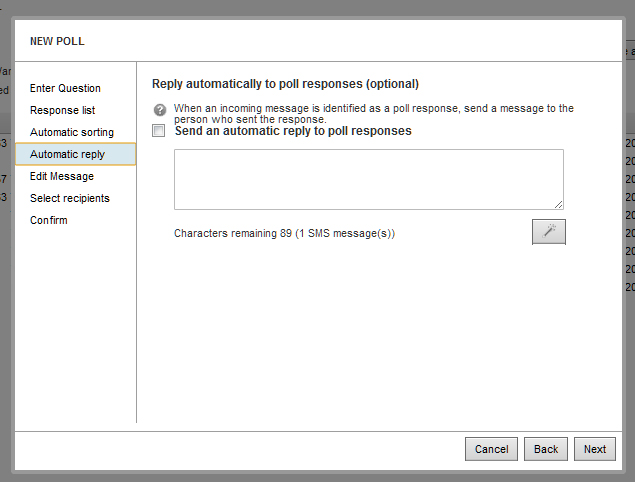 NEW POLL
Enter Question
Response list
Automatic sorting
Automatic reply
Edit Message
Select recipients
Confirm
Reply automatically to poll responses (optional)
? When an incoming message is identified as a poll response, send a message to the
person who sent the response.
Send an automatic reply to poll responses
Characters remaining 89 (1 SMS message(s))
Cancel Back Next